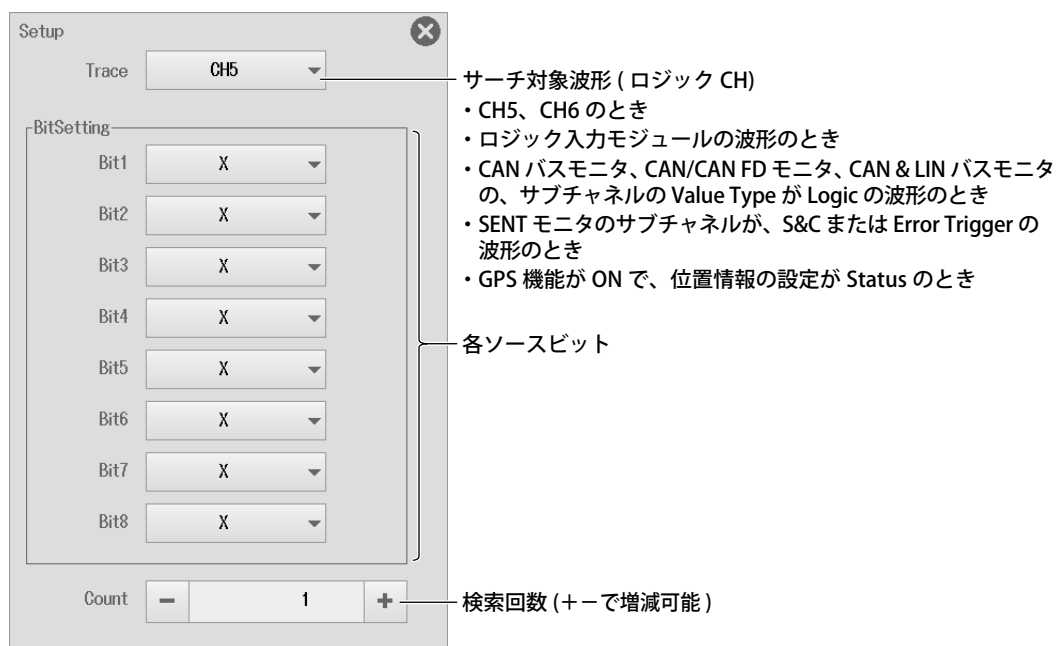 Setup
Trace CH5
サーチ対象波形 ( ロジック CH)
・CH5、CH6 のとき
・ロジック入力モジュールの波形のとき
・CAN バスモニタ、CAN/CAN FD モニタ、CAN & LIN バスモニタ
の、サブチャネルの Value Type が Logic の波形のとき
・SENT モニタのサブチャネルが、S&C または Error Trigger の
波形のとき
・GPS 機能が ON で、位置情報の設定が Status のとき
BitSetting
Bit1 X
Bit2 X
Bit3 X
Bit4 X
Bit5 X
Bit6 X
Bit7 X
Bit8 X
各ソースビット
Count − 1 +
検索回数 (＋−で増減可能 )